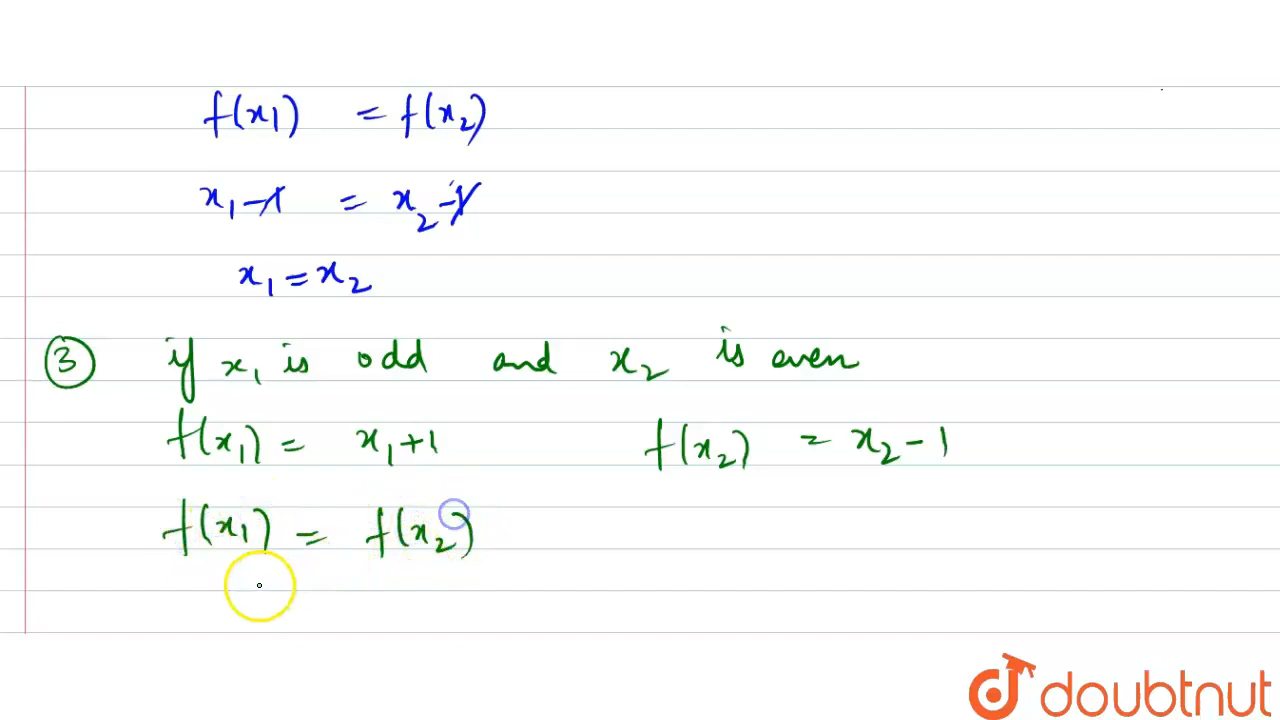 f(x₁) = f(x₂)
x₁ - 1 = x₂ - 1
x₁ = x₂
3 if x₁ is odd and x₂ is even
f(x₁) = x₁ + 1 f(x₂) = x₂ - 1
f(x₁) = f(x₂)
doubtnut